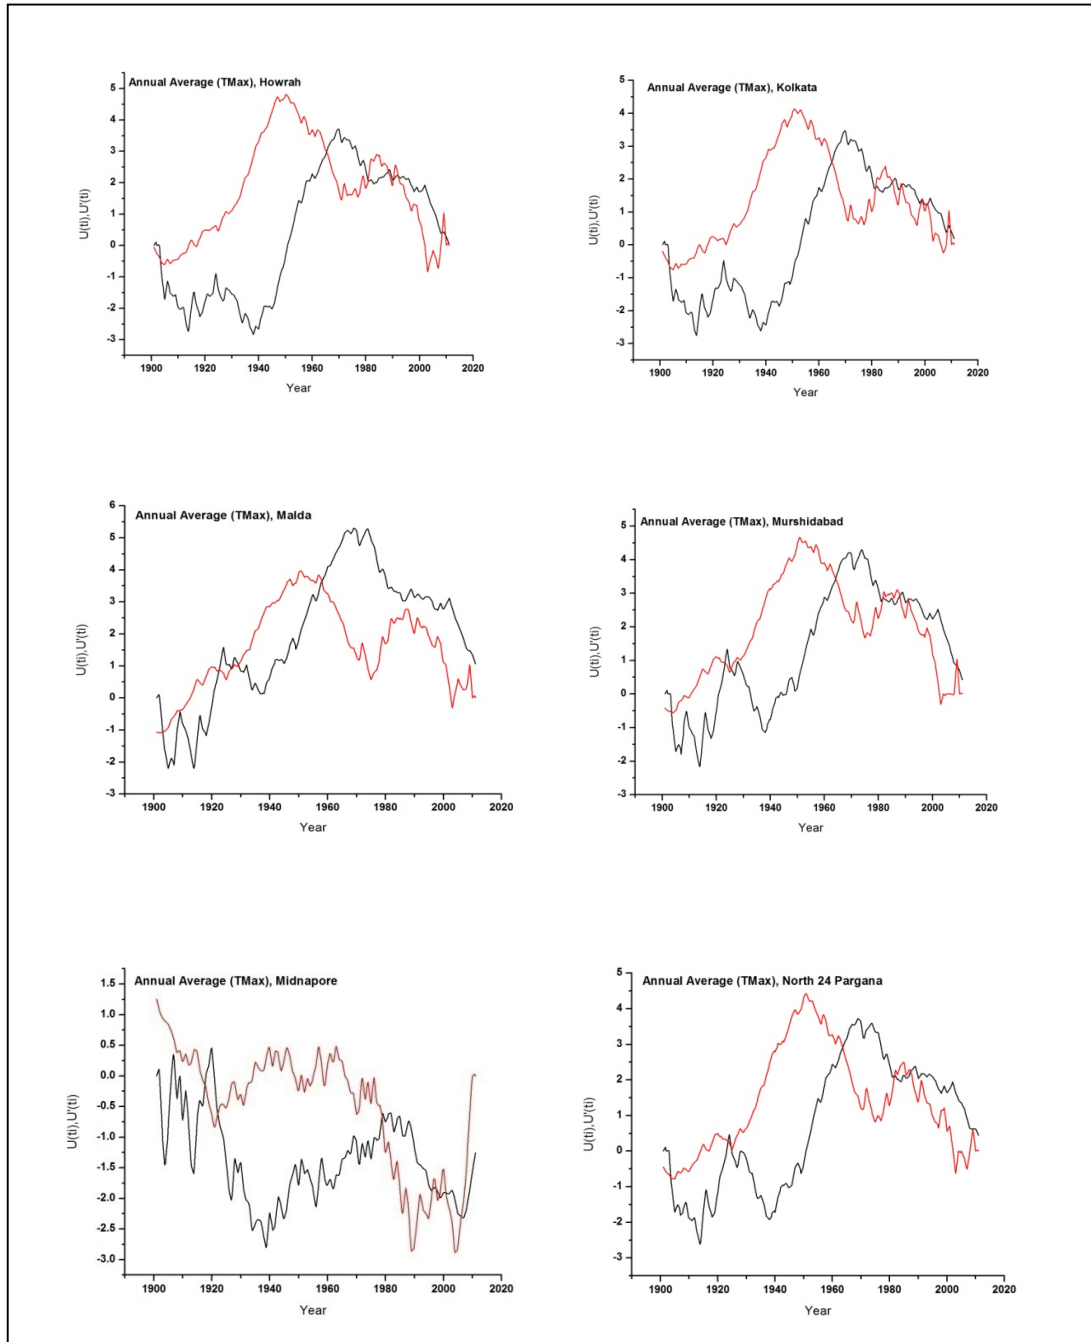 Annual Average (TMax), Howrah
5
4
3
2
1
0
-1
-2
-3
U(ti),U'(ti)
1900 1920 1940 1960 1980 2000 2020
Year
Annual Average (TMax), Kolkata
5
4
3
2
1
0
-1
-2
-3
U(ti),U'(ti)
1900 1920 1940 1960 1980 2000 2020
Year
Annual Average (TMax), Malda
6
5
4
3
2
1
0
-1
-2
-3
U(ti),U'(ti)
1900 1920 1940 1960 1980 2000 2020
Year
Annual Average (TMax), Murshidabad
5
4
3
2
1
0
-1
-2
-3
U(ti),U'(ti)
1900 1920 1940 1960 1980 2000 2020
Year
Annual Average (TMax), Midnapore
1.5
1.0
0.5
0.0
-0.5
-1.0
-1.5
-2.0
-2.5
-3.0
U(ti),U'(ti)
1900 1920 1940 1960 1980 2000 2020
Year
Annual Average (TMax), North 24 Pargana
5
4
3
2
1
0
-1
-2
-3
U(ti),U'(ti)
1900 1920 1940 1960 1980 2000 2020
Year